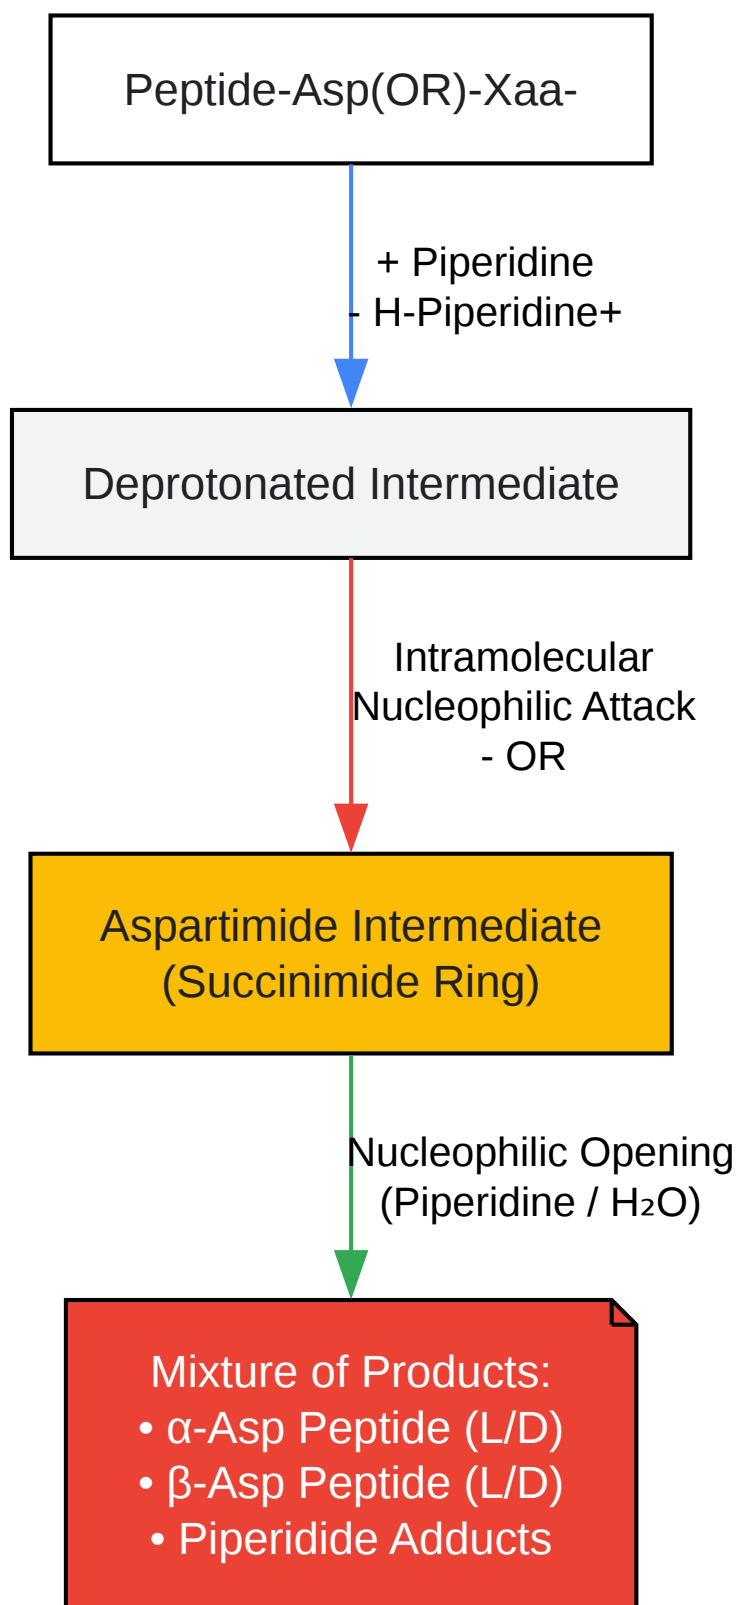 Peptide-Asp(OR)-Xaa-
+ Piperidine
- H-Piperidine+
Deprotonated Intermediate
Intramolecular
Nucleophilic Attack
- OR
Aspartimide Intermediate
(Succinimide Ring)
Nucleophilic Opening
(Piperidine / H₂O)
Mixture of Products:
• α-Asp Peptide (L/D)
• β-Asp Peptide (L/D)
• Piperidide Adducts